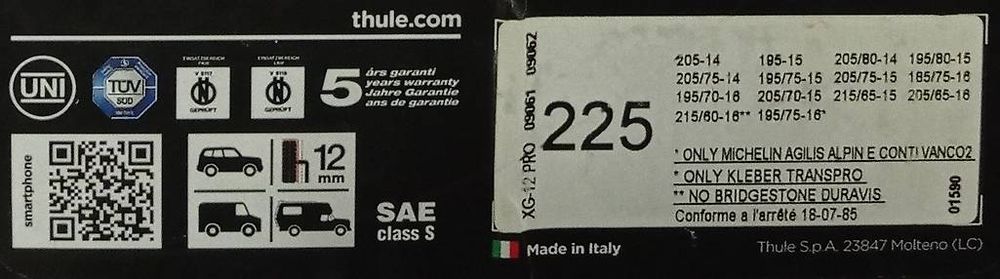 thule.com
UNI
TÜV
SÜD
V 5117
GEPRÜFT
V 5118
GEPRÜFT
5
års garanti
years warranty
Jahre Garantie
ans de garantie
smartphone
12
mm
SAE
class S
XG-12 PRO 09061 09062
225
205-14 195-15 205/80-14 195/80-15
205/75-14 195/75-15 205/75-15 185/75-16
195/70-16 205/70-15 215/65-15 205/65-16
215/60-16** 195/75-16*
* ONLY MICHELIN AGILIS ALPIN E CONTI VANCO2
* ONLY KLEBER TRANSPRO
** NO BRIDGESTONE DURAVIS
Conforme a l'arrêté 18-07-85
01590
Made in Italy
Thule S.p.A. 23847 Molteno (LC)